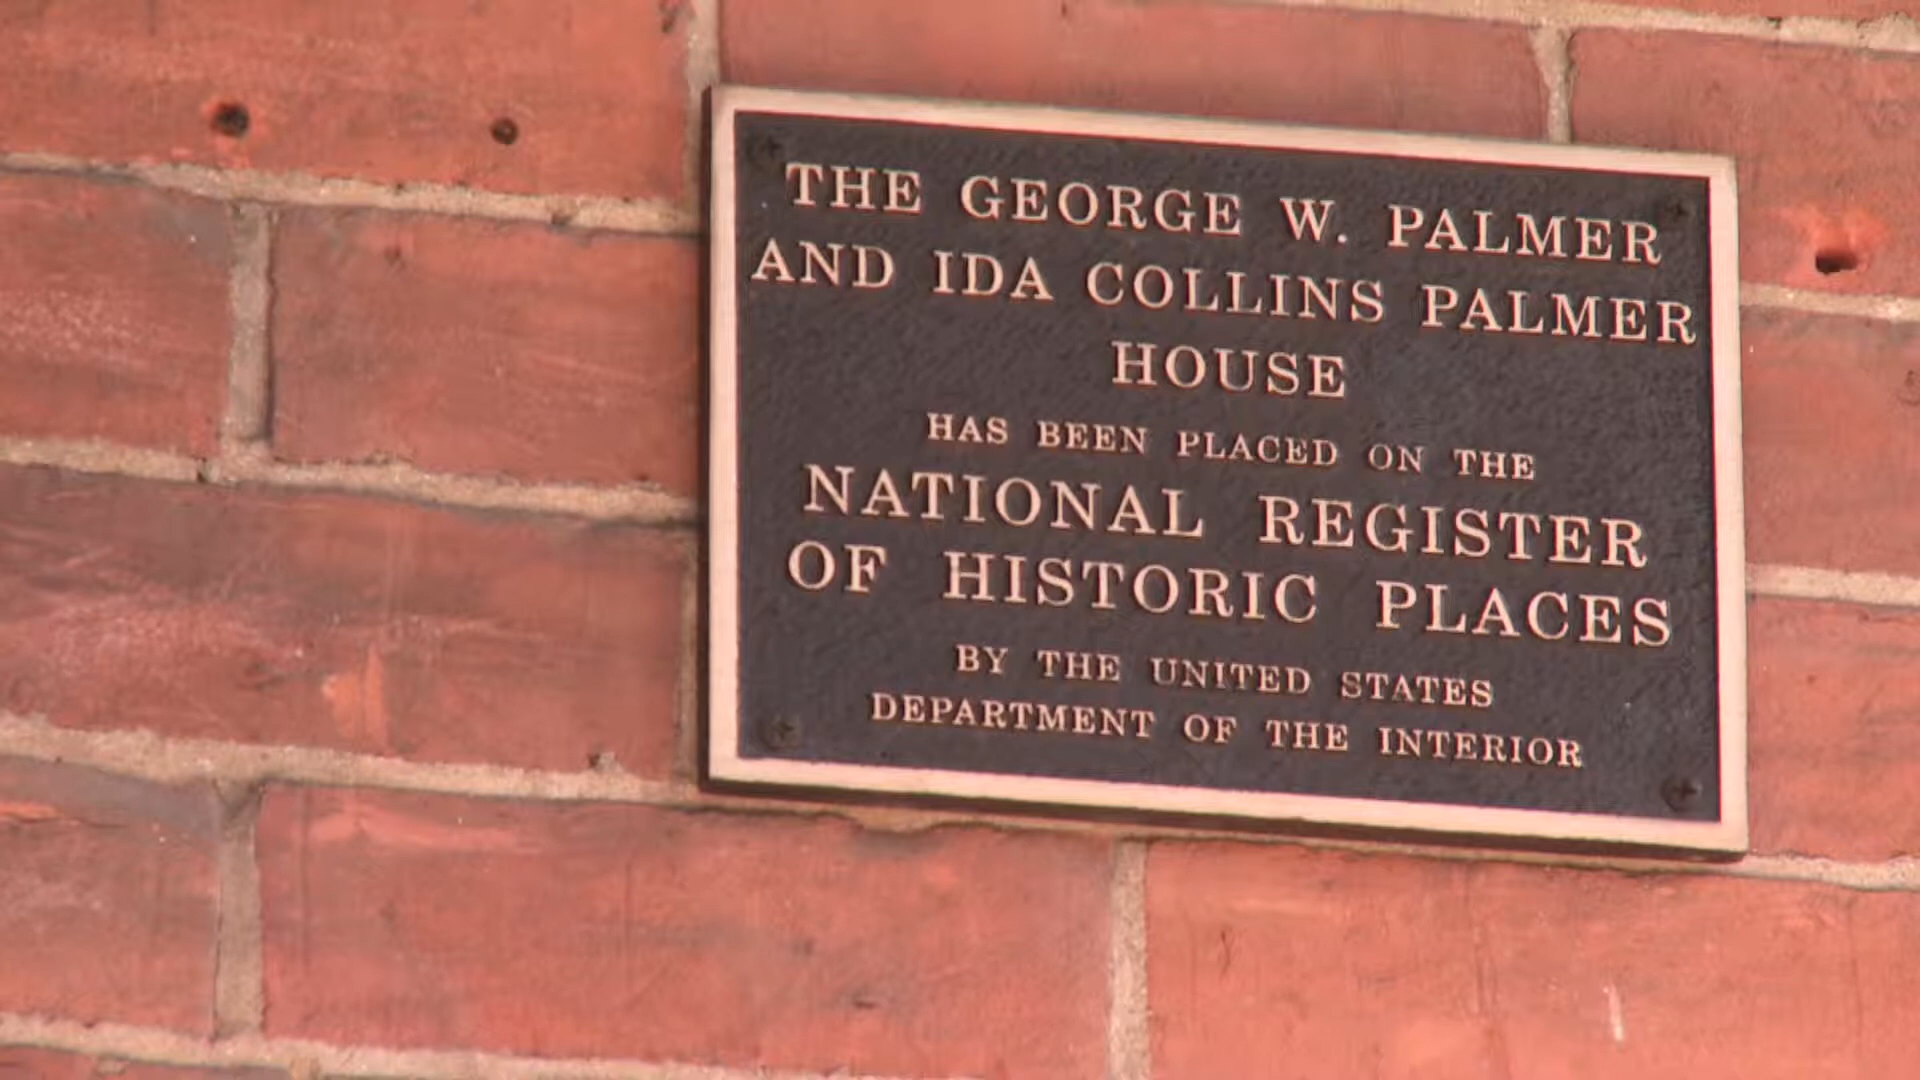 THE GEORGE W. PALMER
AND IDA COLLINS PALMER
HOUSE
HAS BEEN PLACED ON THE
NATIONAL REGISTER
OF HISTORIC PLACES
BY THE UNITED STATES
DEPARTMENT OF THE INTERIOR